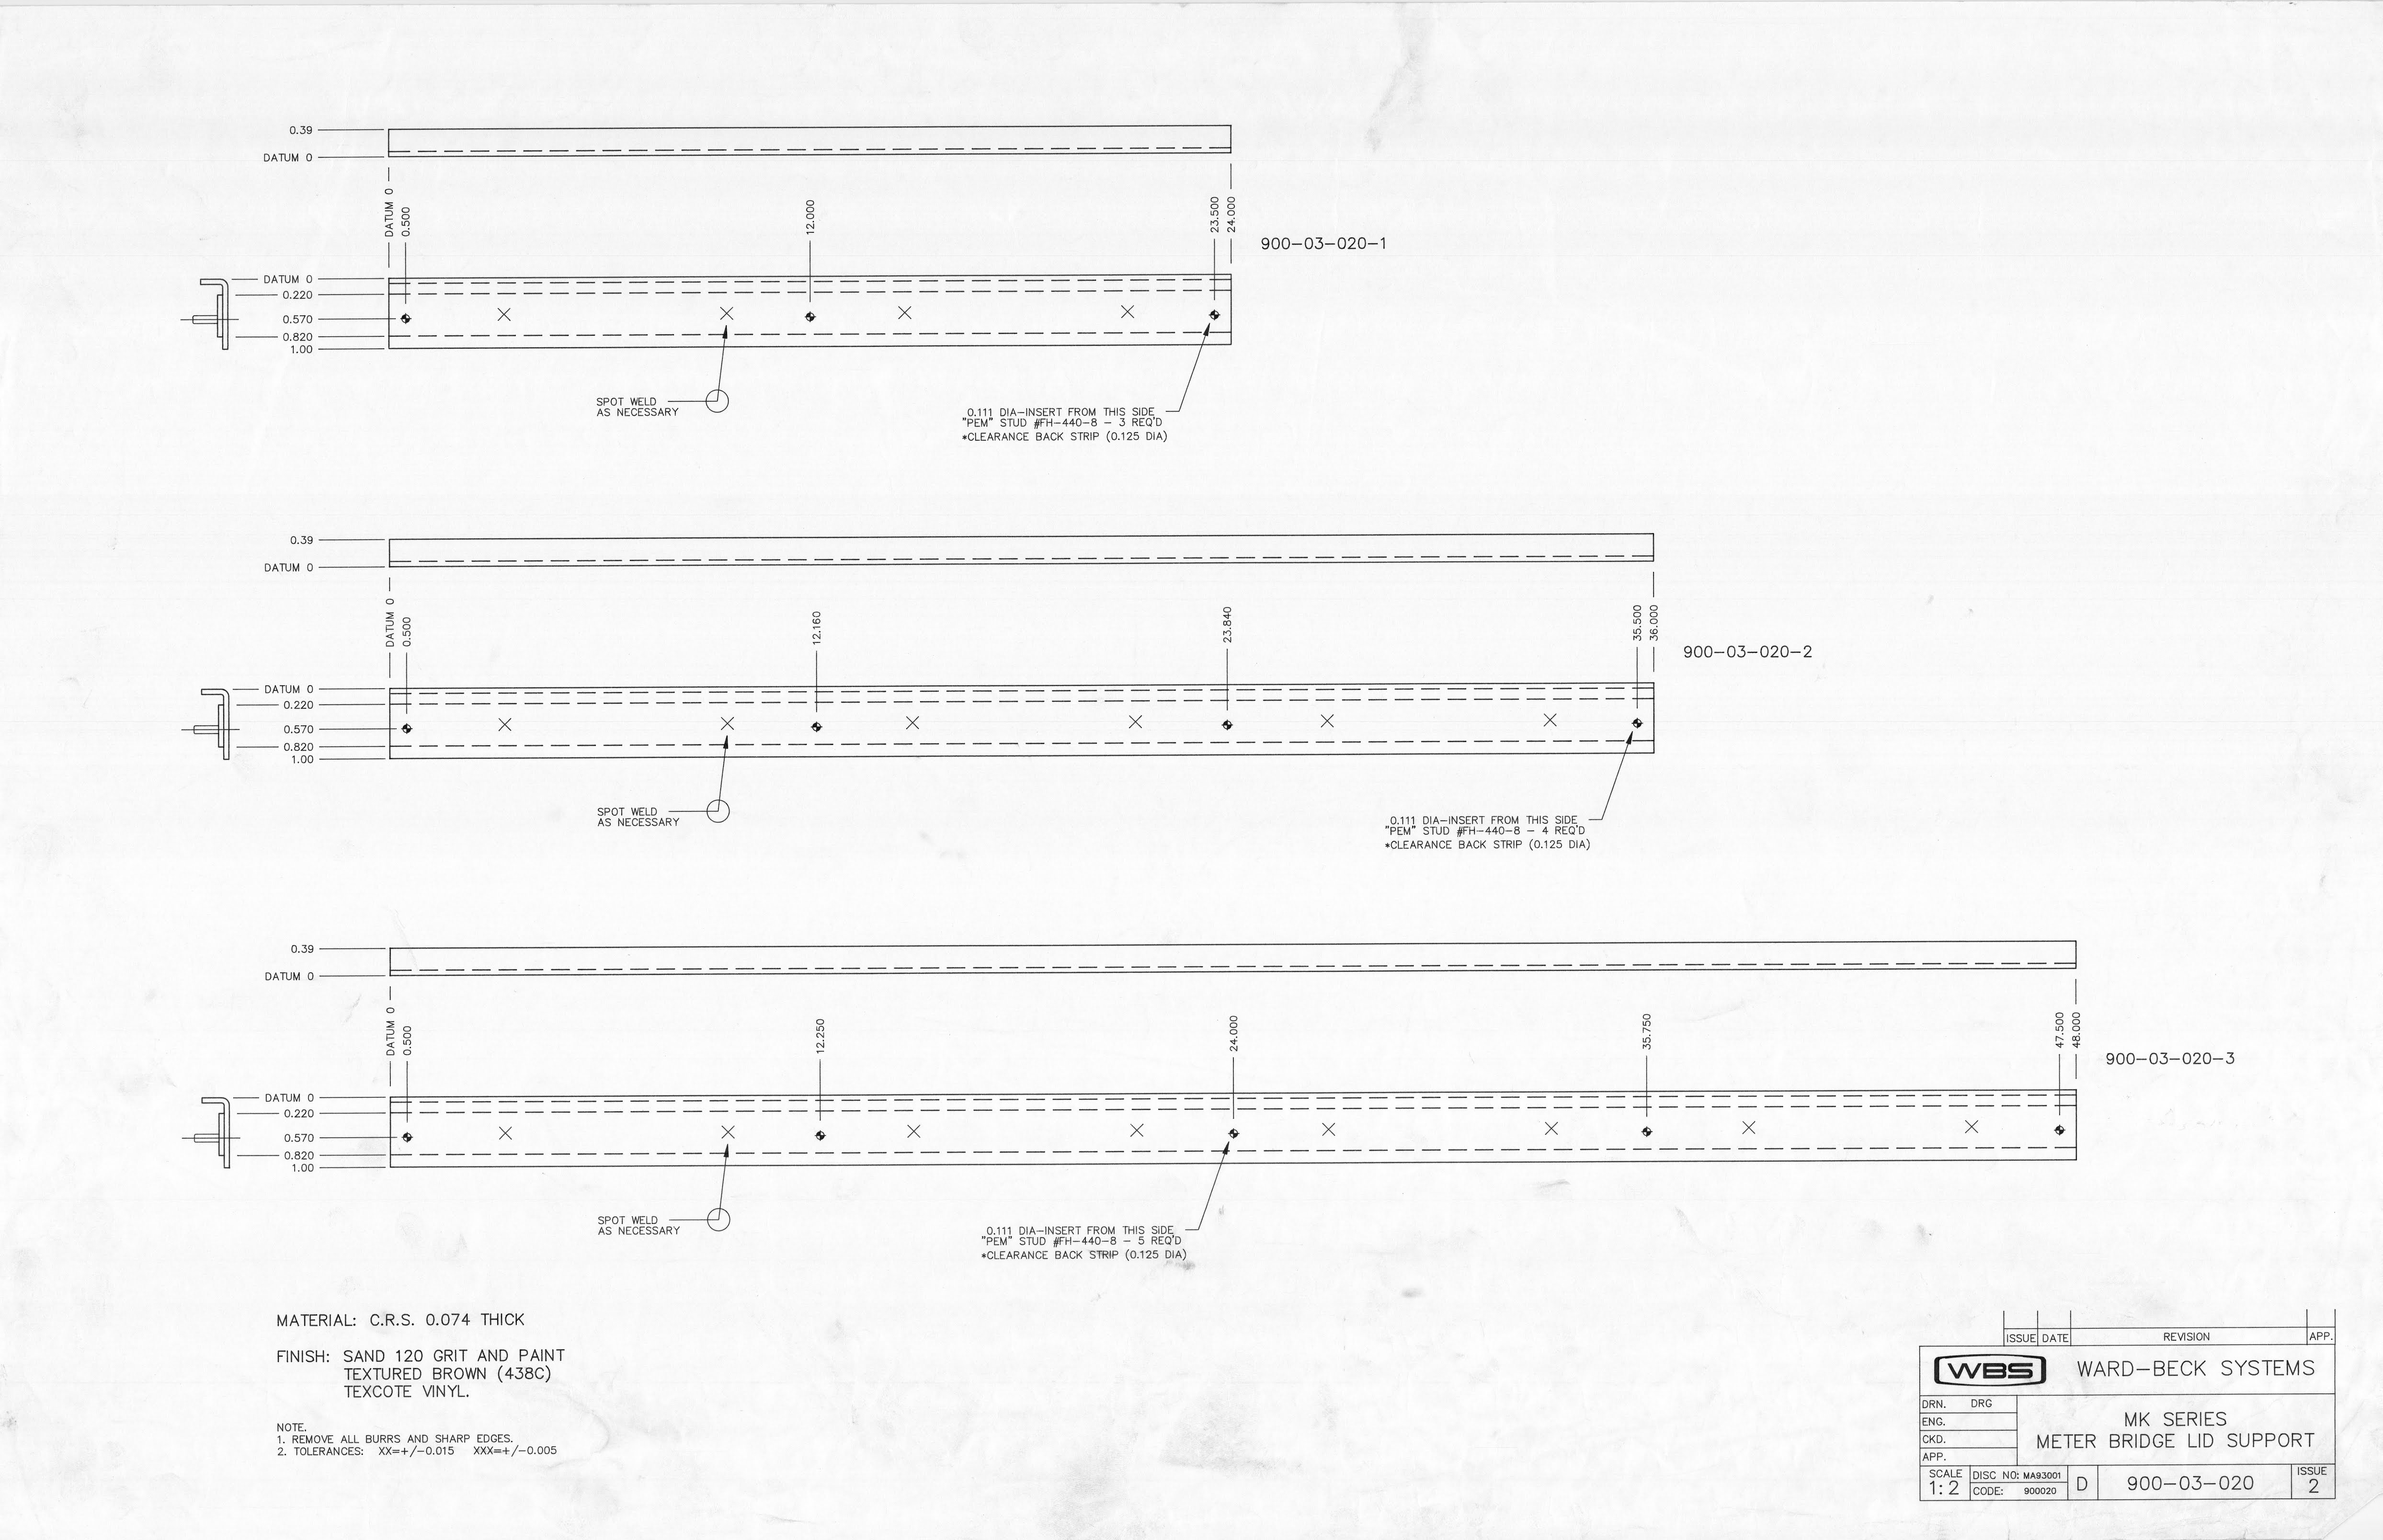 0.39
DATUM 0
DATUM 0
0.500
12.000
23.500
24.000
900-03-020-1
DATUM 0
0.220
0.570
0.820
1.00
SPOT WELD
AS NECESSARY
0.111 DIA-INSERT FROM THIS SIDE
"PEM" STUD #FH-440-8 - 3 REQ'D
*CLEARANCE BACK STRIP (0.125 DIA)
0.39
DATUM 0
DATUM 0
0.500
12.160
23.840
35.500
36.000
900-03-020-2
DATUM 0
0.220
0.570
0.820
1.00
SPOT WELD
AS NECESSARY
0.111 DIA-INSERT FROM THIS SIDE
"PEM" STUD #FH-440-8 - 4 REQ'D
*CLEARANCE BACK STRIP (0.125 DIA)
0.39
DATUM 0
DATUM 0
0.500
12.250
24.000
35.750
47.500
48.000
900-03-020-3
DATUM 0
0.220
0.570
0.820
1.00
SPOT WELD
AS NECESSARY
0.111 DIA-INSERT FROM THIS SIDE
"PEM" STUD #FH-440-8 - 5 REQ'D
*CLEARANCE BACK STRIP (0.125 DIA)
MATERIAL: C.R.S. 0.074 THICK
FINISH: SAND 120 GRIT AND PAINT
TEXTURED BROWN (438C)
TEXCOTE VINYL.
NOTE.
1. REMOVE ALL BURRS AND SHARP EDGES.
2. TOLERANCES: XX=+/-0.015 XXX=+/-0.005
ISSUE DATE REVISION APP.
WBS WARD-BECK SYSTEMS
DRN. DRG
ENG.
CKD.
APP.
MK SERIES
METER BRIDGE LID SUPPORT
SCALE
1:2
DISC NO: MA93001
CODE: 900020
D
900-03-020
ISSUE
2